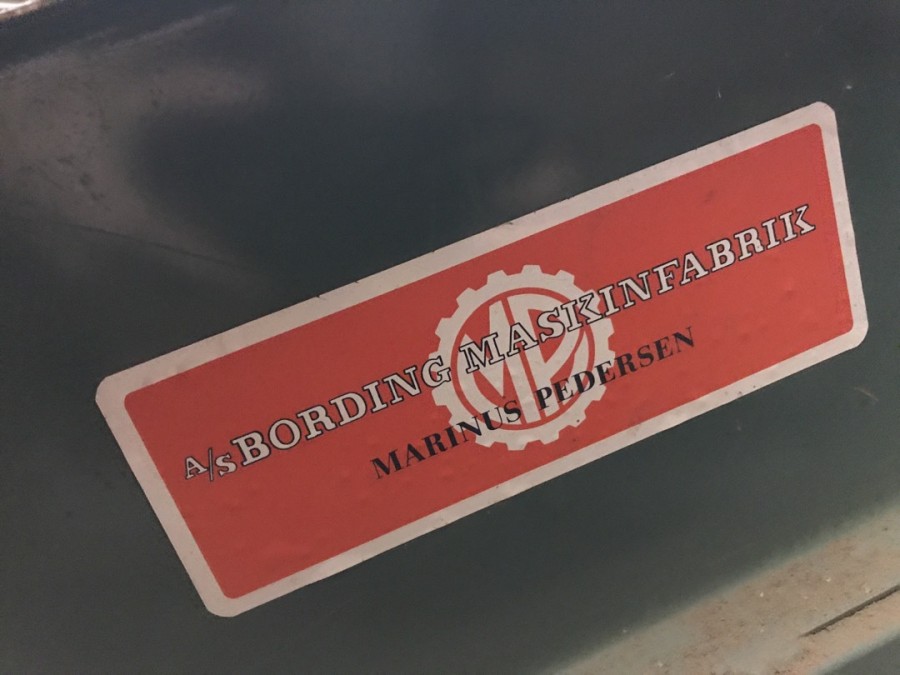 A/S BORDING MASKINFABRIK
MP
MARINUS PEDERSEN